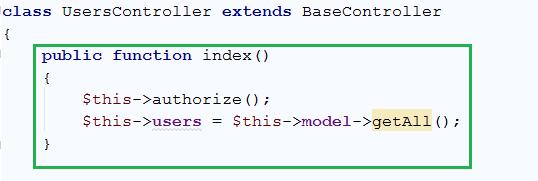 class UsersController extends BaseController
{
public function index()
{
$this->authorize();
$this->users = $this->model->getAll();
}